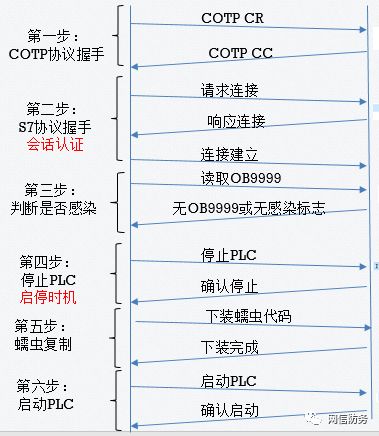 COTP CR
第一步：
COTP协议握手
COTP CC
请求连接
第二步：
S7协议握手
会话认证
响应连接
连接建立
读取OB9999
第三步：
判断是否感染
无OB9999或无感染标志
停止PLC
第四步：
停止PLC
启停时机
确认停止
下装蠕虫代码
第五步：
蠕虫复制
下装完成
启动PLC
第六步：
启动PLC
确认启动
网信防务